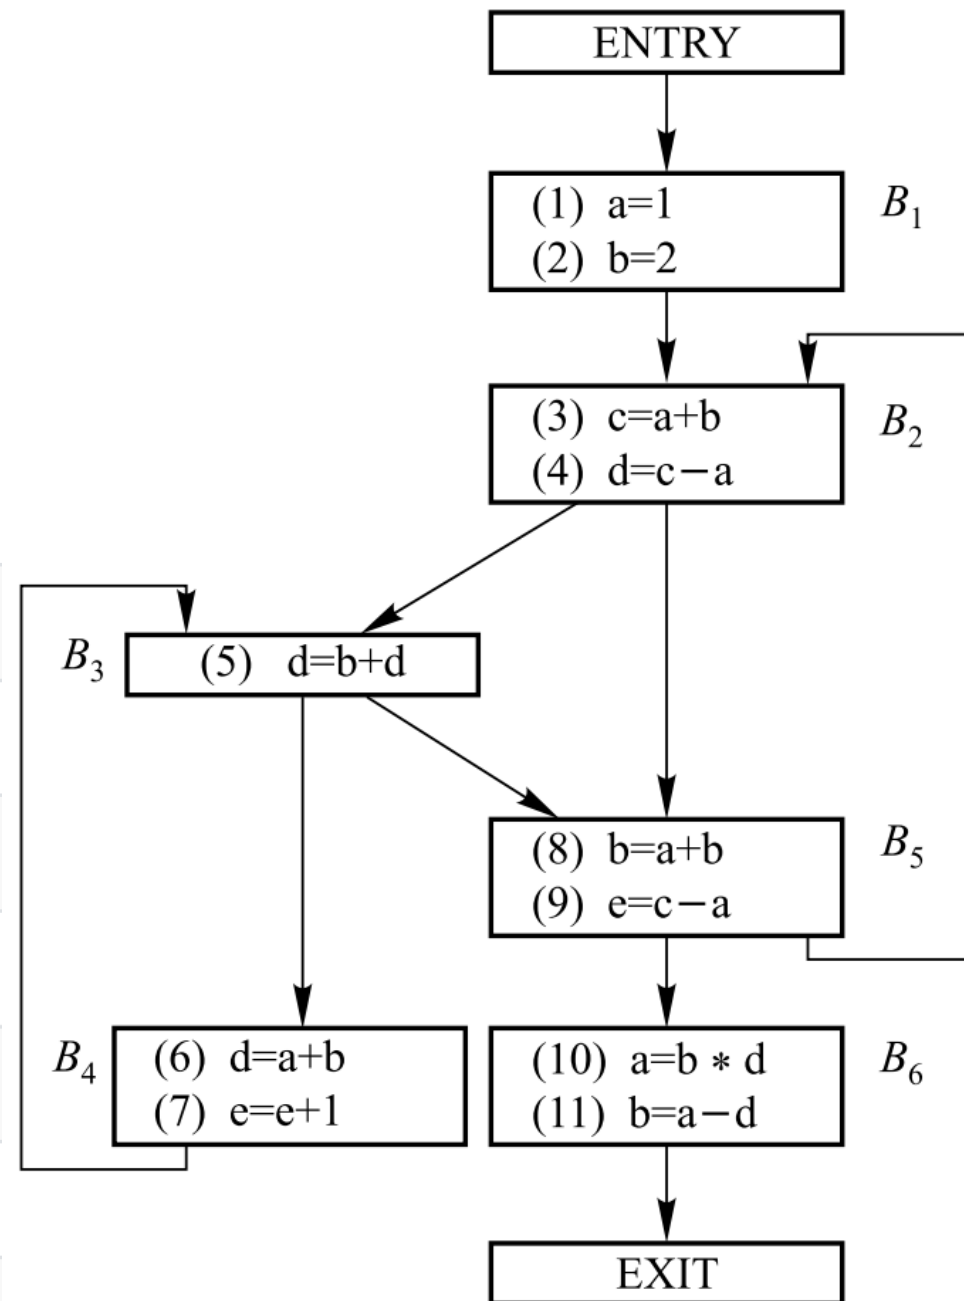 ENTRY
(1) a=1
(2) b=2
B₁
(3) c=a+b
(4) d=c−a
B₂
B₃
(5) d=b+d
(8) b=a+b
(9) e=c−a
B₅
B₄
(6) d=a+b
(7) e=e+1
(10) a=b * d
(11) b=a−d
B₆
EXIT